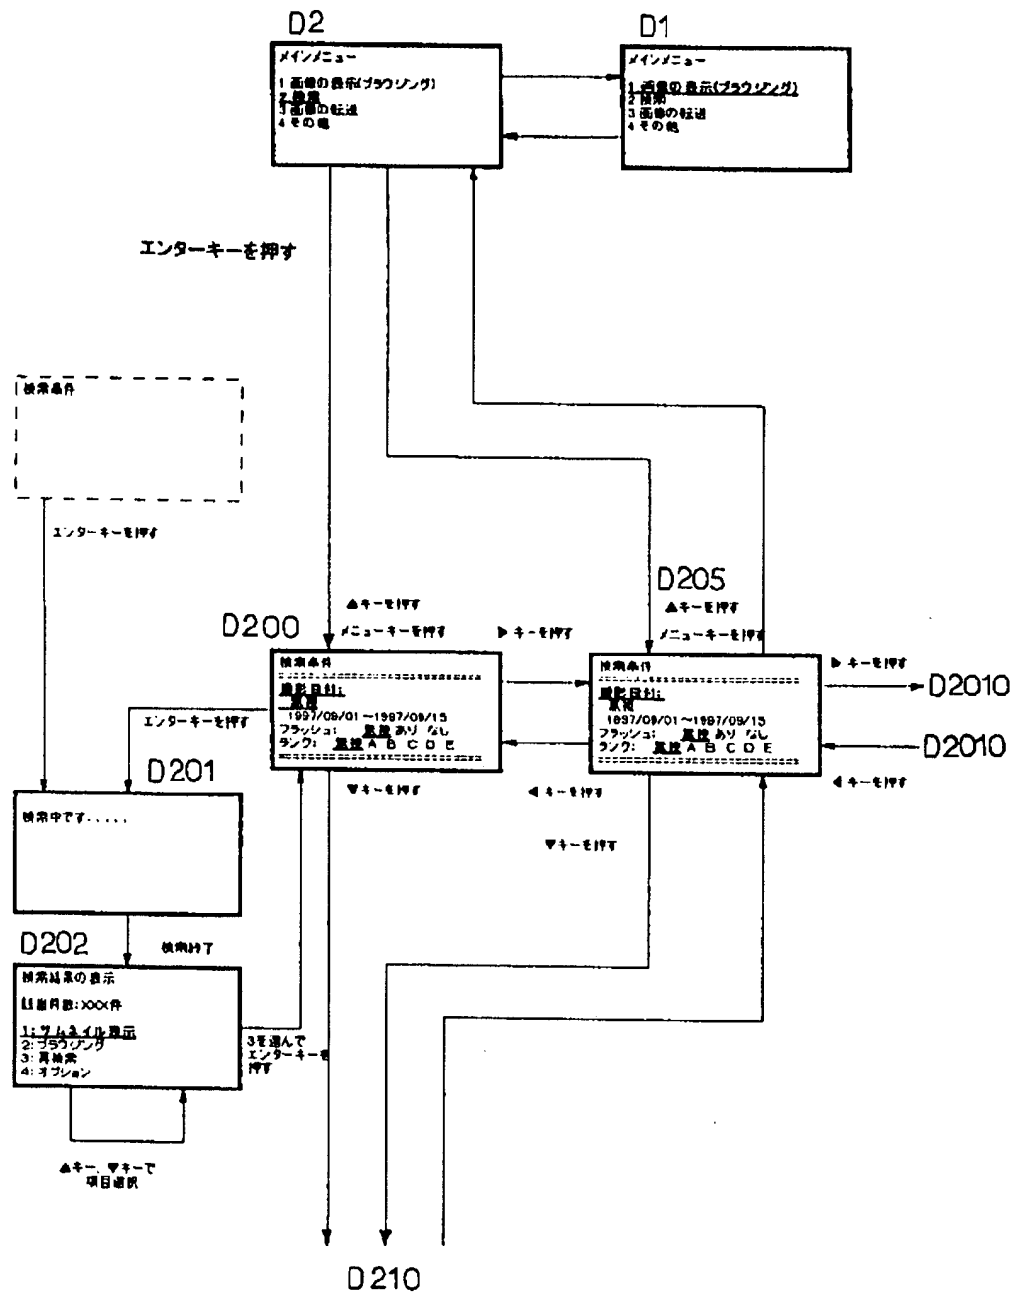 D2
メインメニュー
1 画像の表示(ブラウジング)
2 検索
3 画像の転送
4 その他
D1
メインメニュー
1 画像の表示(ブラウジング)
2 検索
3 画像の転送
4 その他
エンターキーを押す
検索条件
エンターキーを押す
D200
▲キーを押す
メニューキーを押す
▶キーを押す
D205
▲キーを押す
メニューキーを押す
▶キーを押す
検索条件
撮影日付:
無視
1997/09/01~1997/09/15
フラッシュ: 無視 あり なし
ランク: 無視 A B C D E
検索条件
撮影日付:
無視
1997/09/01~1997/09/15
フラッシュ: 無視 あり なし
ランク: 無視 A B C D E
D2010
D2010
エンターキーを押す
D201
▼キーを押す
◀キーを押す
◀キーを押す
▼キーを押す
検索中です.....
D202
検索終了
検索結果の表示
:XXX件
1:サムネイル表示
2:ブラウジング
3:再検索
4:オプション
3を選んで
エンターキーを
押す
▲キー、▼キーで
項目選択
D210